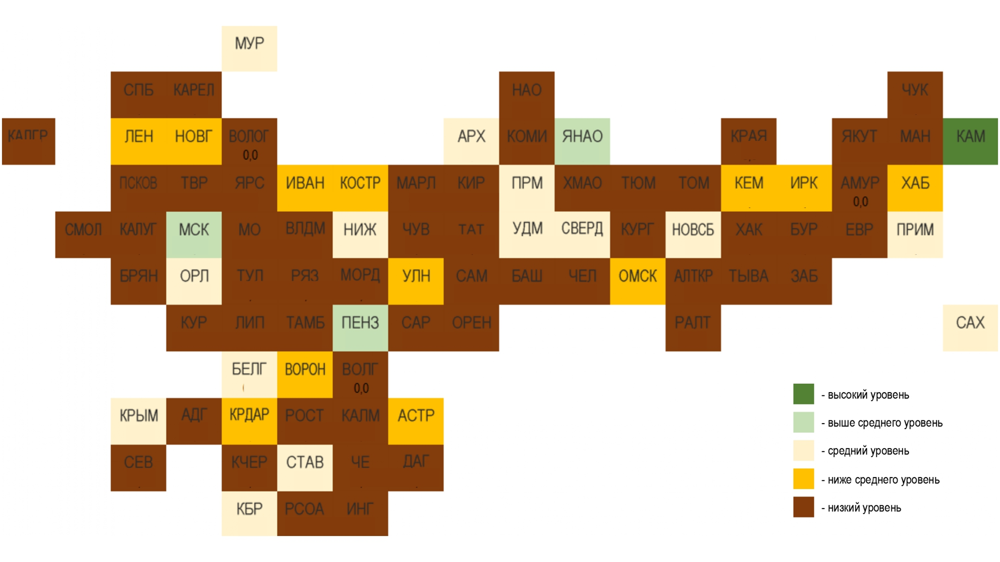 МУР
СПБ КАРЕЛ НАО ЧУК
КАЛГР ЛЕН НОВГ ВОЛОГ АРХ КОМИ ЯНАО КРАЯ ЯКУТ МАН КАМ
0,0
ПСКОВ ТВР ЯРС ИВАН КОСТР МАРЛ КИР ПРМ ХМАО ТЮМ ТОМ КЕМ ИРК АМУР ХАБ
0,0
СМОЛ КАЛУГ МСК МО ВЛДМ НИЖ ЧУВ ТАТ УДМ СВЕРД КУРГ НОВСБ ХАК БУР ЕВР ПРИМ
БРЯН ОРЛ ТУЛ РЯЗ МОРД УЛН САМ БАШ ЧЕЛ ОМСК АЛТКР ТЫВА ЗАБ
КУР ЛИП ТАМБ ПЕНЗ САР ОРЕН РАЛТ САХ
БЕЛГ ВОРОН ВОЛГ
0,0
КРЫМ АДГ КРДАР РОСТ КАЛМ АСТР
СЕВ КЧЕР СТАВ ЧЕ ДАГ
КБР РСОА ИНГ
- высокий уровень
- выше среднего уровень
- средний уровень
- ниже среднего уровень
- низкий уровень